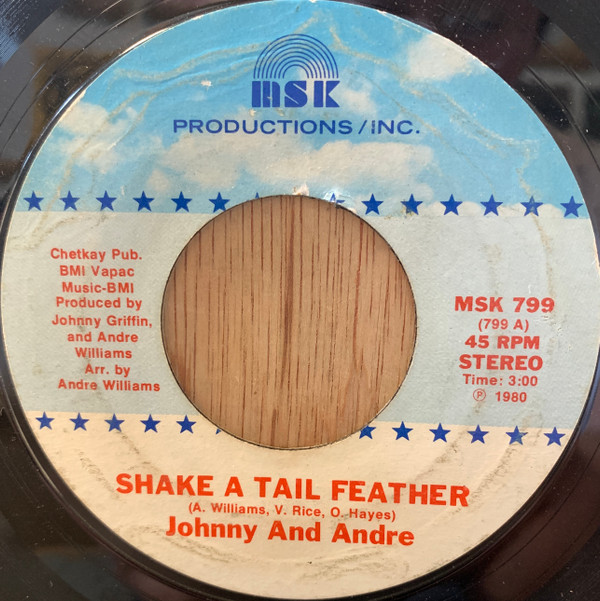 msk
PRODUCTIONS/INC.
Chetkay Pub.
BMI Vapac
Music-BMI
Produced by
Johnny Griffin,
and Andre
Williams
Arr. by
Andre Williams
MSK 799
(799 A)
45 RPM
STEREO
Time: 3:00
Ⓟ 1980
SHAKE A TAIL FEATHER
(A. Williams, V. Rice, O. Hayes)
Johnny And Andre